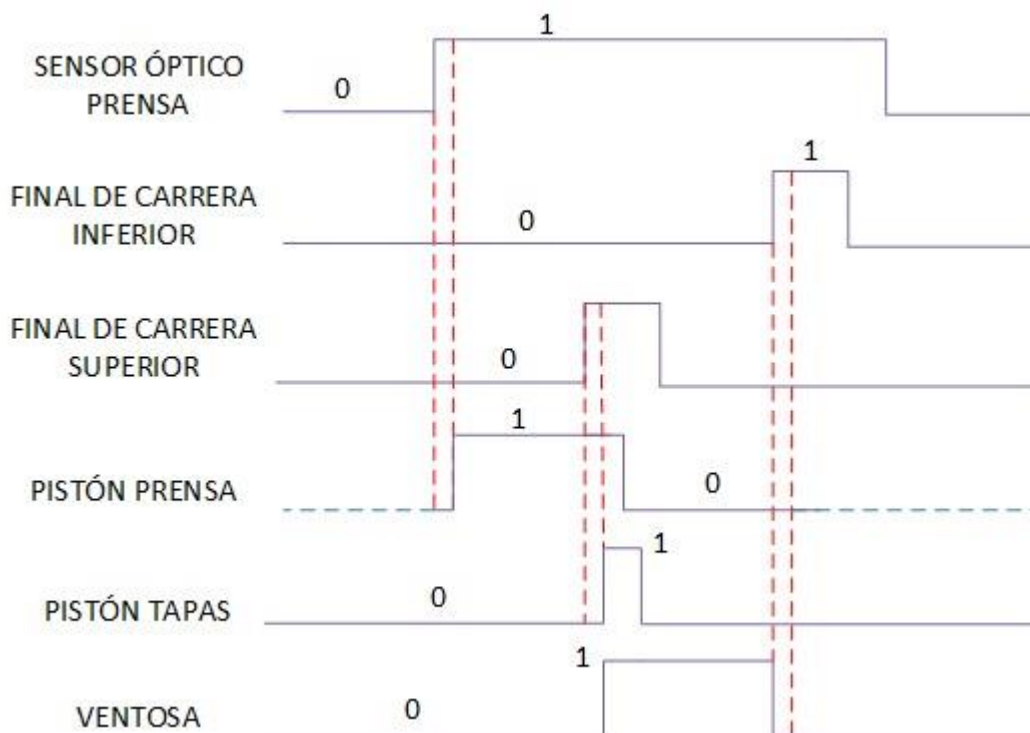 1
SENSOR ÓPTICO
PRENSA
0
1
FINAL DE CARRERA
INFERIOR
0
FINAL DE CARRERA
SUPERIOR
0
1
PISTÓN PRENSA
0
1
PISTÓN TAPAS
0
1
VENTOSA
0